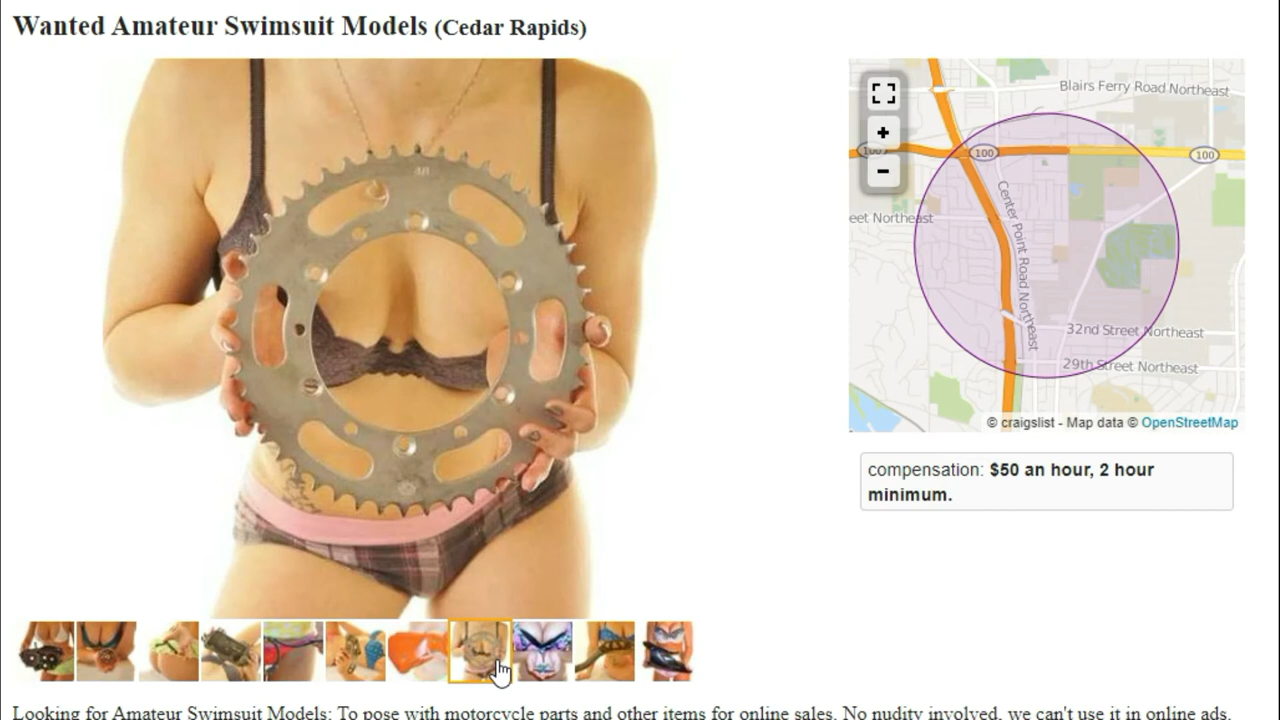 Wanted Amateur Swimsuit Models (Cedar Rapids)
Blairs Ferry Road Northeast
+
100
100
100
−
Center Point Road Northeast
eet Northeast
32nd Street Northeast
29th Street Northeast
© craigslist - Map data © OpenStreetMap
compensation: $50 an hour, 2 hour
minimum.
Looking for Amateur Swimsuit Models: To pose with motorcycle parts and other items for online sales. No nudity involved, we can't use it in online ads.